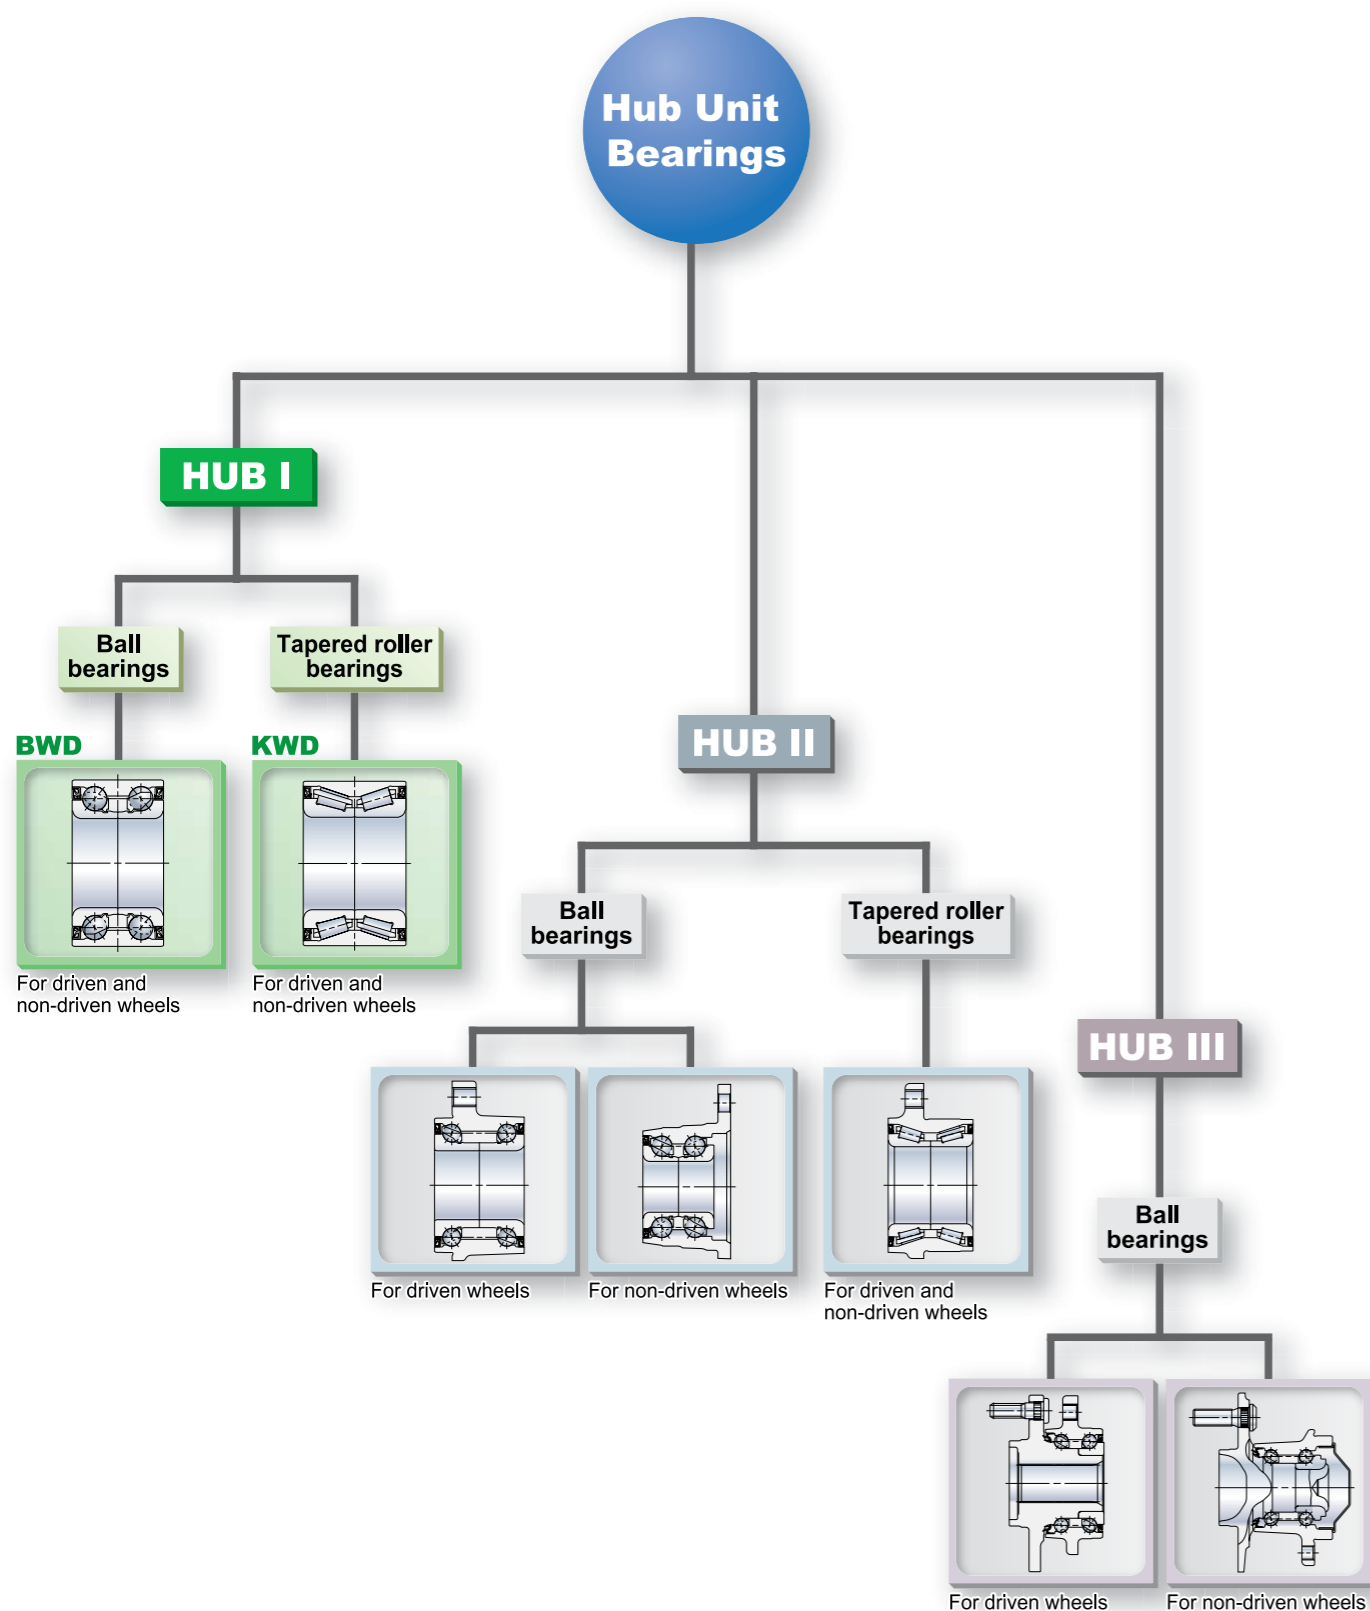 Hub Unit
Bearings
HUB I
Ball
bearings
Tapered roller
bearings
BWD
KWD
For driven and
non-driven wheels
For driven and
non-driven wheels
HUB II
Ball
bearings
Tapered roller
bearings
For driven wheels
For non-driven wheels
For driven and
non-driven wheels
HUB III
Ball
bearings
For driven wheels
For non-driven wheels